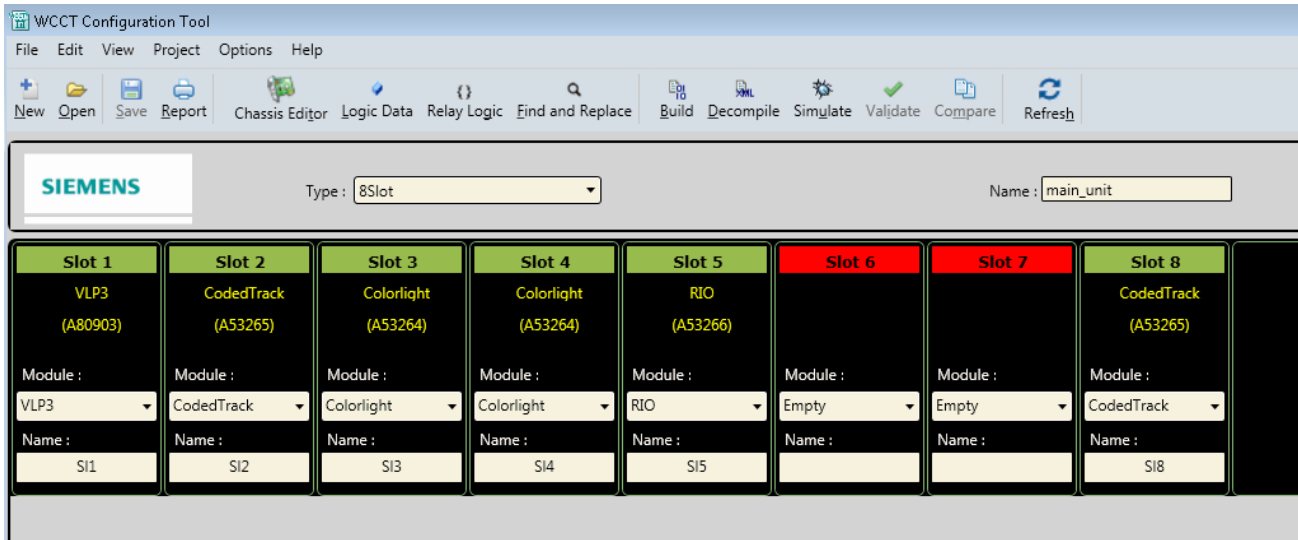 WCCT Configuration Tool
File Edit View Project Options Help
New Open Save Report Chassis Editor Logic Data Relay Logic Find and Replace Build Decompile Simulate Validate Compare Refresh
SIEMENS Type : 8Slot Name : main_unit
Slot 1 Slot 2 Slot 3 Slot 4 Slot 5 Slot 6 Slot 7 Slot 8
VLP3 CodedTrack Colorlight Colorlight RIO CodedTrack
(A80903) (A53265) (A53264) (A53264) (A53266) (A53265)
Module : Module : Module : Module : Module : Module : Module : Module :
VLP3 CodedTrack Colorlight Colorlight RIO Empty Empty CodedTrack
Name : Name : Name : Name : Name : Name : Name : Name :
SI1 SI2 SI3 SI4 SI5 SI8